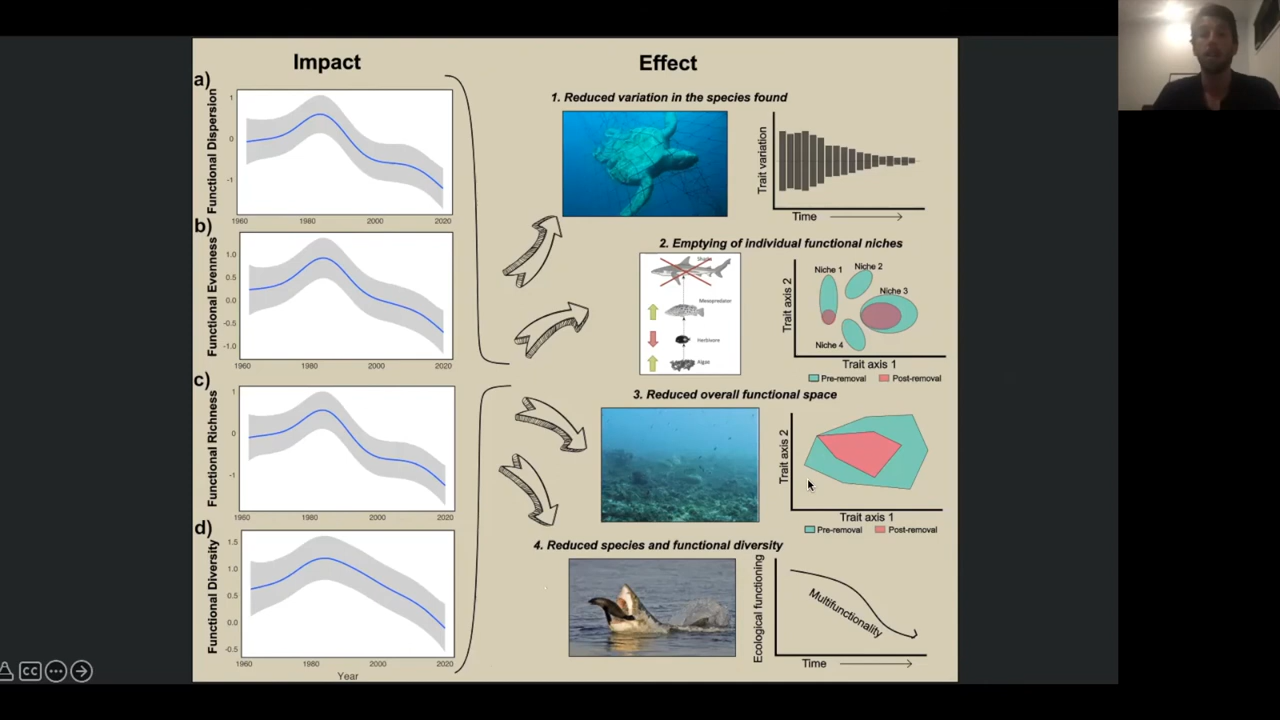 Impact
Effect
a)
Functional Dispersion
1
0
-1
1960
1980
2000
2020
b)
Functional Evenness
1.0
0.5
0.0
-0.5
-1.0
1960
1980
2000
2020
c)
Functional Richness
1
0
-1
1960
1980
2000
2020
d)
Functional Diversity
1.5
1.0
0.5
0.0
-0.5
1960
1980
2000
2020
Year
1. Reduced variation in the species found
Trait variation
Time
2. Emptying of individual functional niches
Sharks
Mesopredator
Herbivore
Algae
Trait axis 2
Niche 1
Niche 2
Niche 3
Niche 4
Trait axis 1
Pre-removal
Post-removal
3. Reduced overall functional space
Trait axis 2
Trait axis 1
Pre-removal
Post-removal
4. Reduced species and functional diversity
Ecological functioning
Multifunctionality
Time
CC